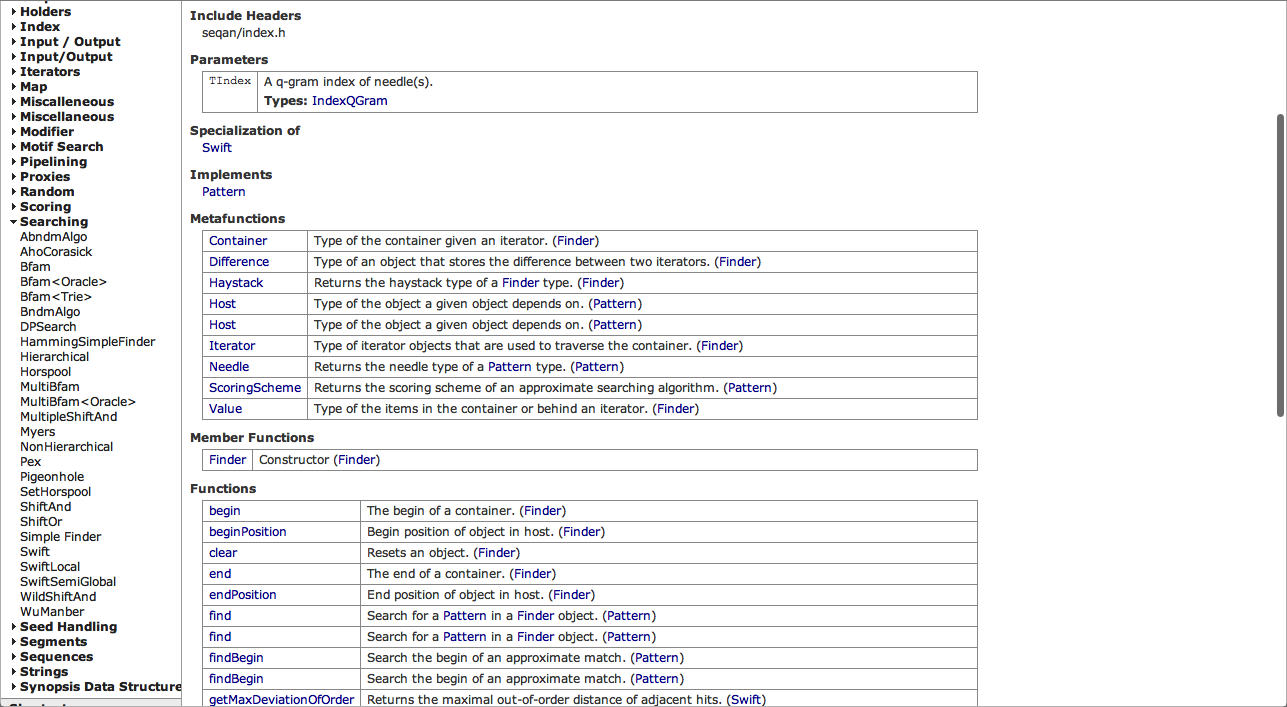 Holders
Index
Input / Output
Input/Output
Iterators
Map
Miscalleneous
Miscellaneous
Modifier
Motif Search
Pipelining
Proxies
Random
Scoring
Searching
AbndmAlgo
AhoCorasick
Bfam
Bfam<Oracle>
Bfam<Trie>
BndmAlgo
DPSearch
HammingSimpleFinder
Hierarchical
Horspool
MultiBfam
MultiBfam<Oracle>
MultipleShiftAnd
Myers
NonHierarchical
Pex
Pigeonhole
SetHorspool
ShiftAnd
ShiftOr
Simple Finder
Swift
SwiftLocal
SwiftSemiGlobal
WildShiftAnd
WuManber
Seed Handling
Segments
Sequences
Strings
Synopsis Data Structure
Include Headers
seqan/index.h
Parameters
TIndex A q-gram index of needle(s).
Types: IndexQGram
Specialization of
Swift
Implements
Pattern
Metafunctions
Container Type of the container given an iterator. (Finder)
Difference Type of an object that stores the difference between two iterators. (Finder)
Haystack Returns the haystack type of a Finder type. (Finder)
Host Type of the object a given object depends on. (Pattern)
Host Type of the object a given object depends on. (Pattern)
Iterator Type of iterator objects that are used to traverse the container. (Finder)
Needle Returns the needle type of a Pattern type. (Pattern)
ScoringScheme Returns the scoring scheme of an approximate searching algorithm. (Pattern)
Value Type of the items in the container or behind an iterator. (Finder)
Member Functions
Finder Constructor (Finder)
Functions
begin The begin of a container. (Finder)
beginPosition Begin position of object in host. (Finder)
clear Resets an object. (Finder)
end The end of a container. (Finder)
endPosition End position of object in host. (Finder)
find Search for a Pattern in a Finder object. (Pattern)
find Search for a Pattern in a Finder object. (Pattern)
findBegin Search the begin of an approximate match. (Pattern)
findBegin Search the begin of an approximate match. (Pattern)
getMaxDeviationOfOrder Returns the maximal out-of-order distance of adjacent hits. (Swift)